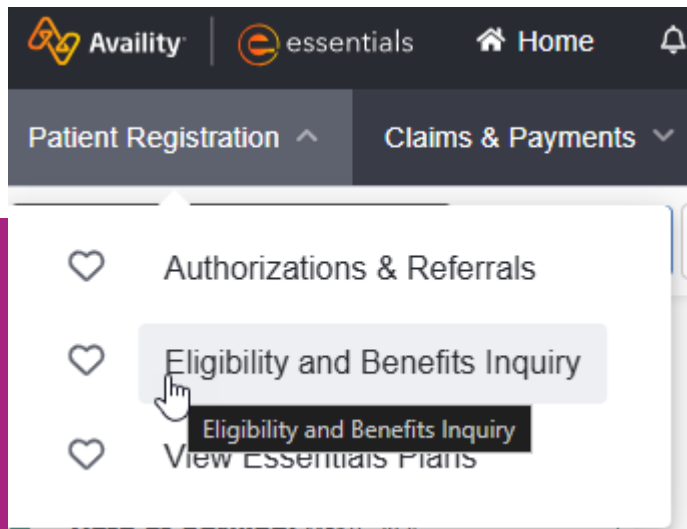 Availity essentials Home
Patient Registration Claims & Payments
Authorizations & Referrals
Eligibility and Benefits Inquiry
Eligibility and Benefits Inquiry
View Essentials Plans